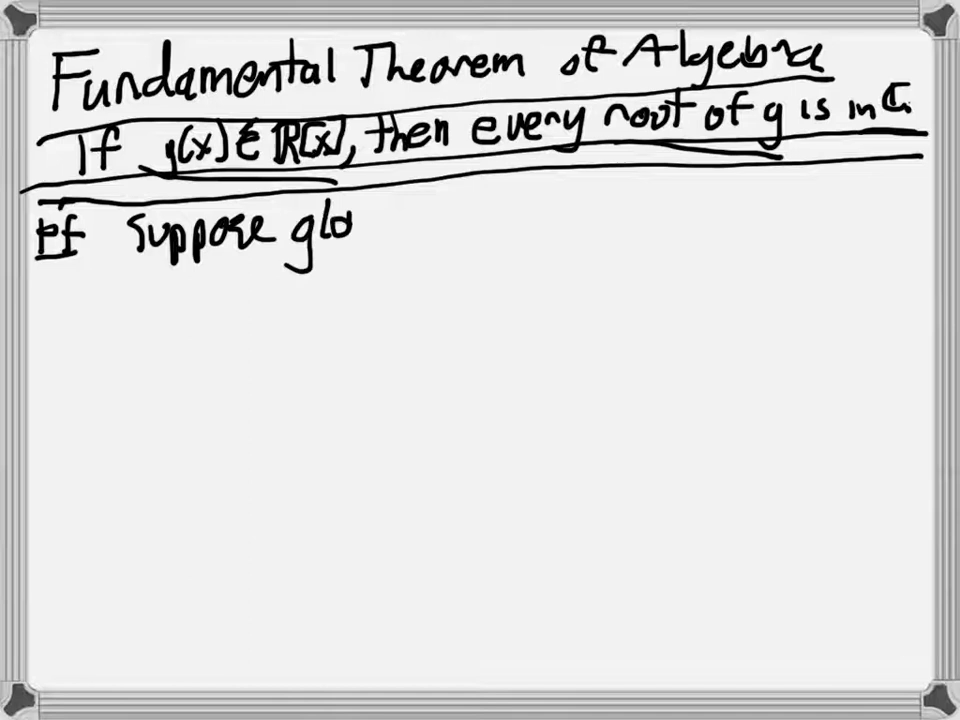 Fundamental Theorem of Algebra
If g(x) ∈ ℝ[x], then every root of g is in ℂ.
Pf Suppose g(α